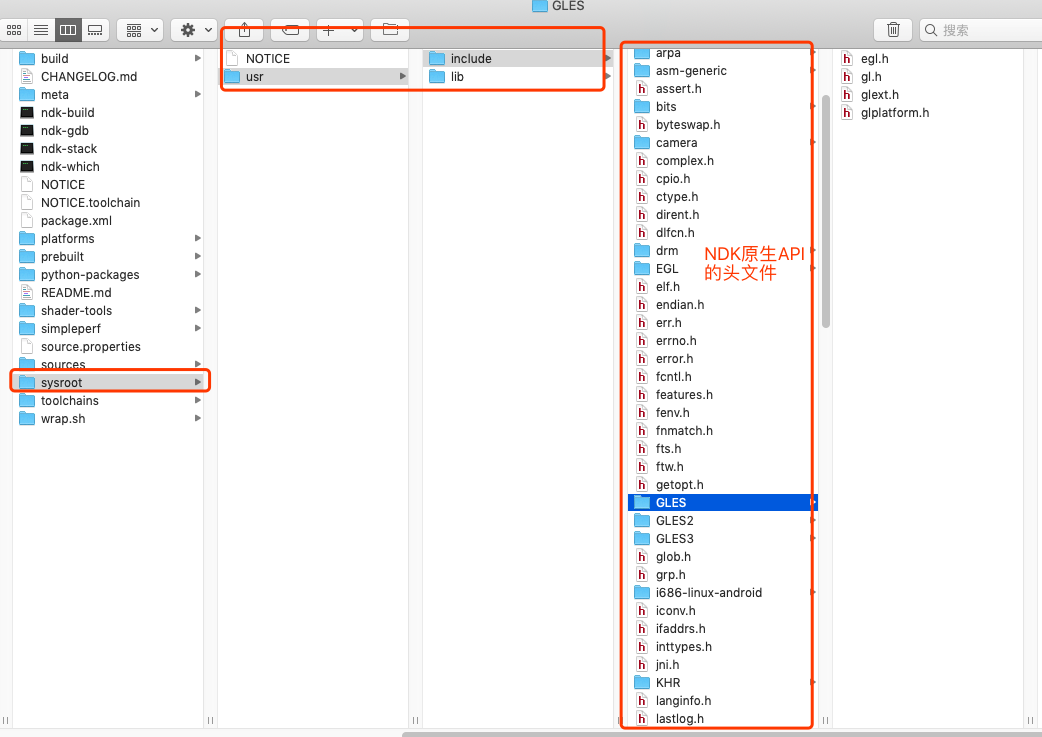 GLES
搜索
build
CHANGELOG.md
meta
ndk-build
ndk-gdb
ndk-stack
ndk-which
NOTICE
NOTICE.toolchain
package.xml
platforms
prebuilt
python-packages
README.md
shader-tools
simpleperf
source.properties
sources
sysroot
toolchains
wrap.sh
NOTICE
usr
include
lib
arpa
asm-generic
assert.h
bits
byteswap.h
camera
complex.h
cpio.h
ctype.h
dirent.h
dlfcn.h
drm
EGL
elf.h
endian.h
err.h
errno.h
error.h
fcntl.h
features.h
fenv.h
fnmatch.h
fts.h
ftw.h
getopt.h
GLES
GLES2
GLES3
glob.h
grp.h
i686-linux-android
iconv.h
ifaddrs.h
inttypes.h
jni.h
KHR
langinfo.h
lastlog.h
NDK原生API
的头文件
egl.h
gl.h
glext.h
glplatform.h